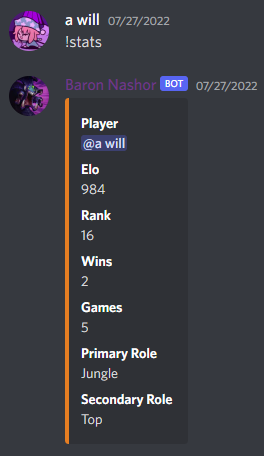 a will 07/27/2022
!stats
Baron Nashor BOT 07/27/2022
Player
@a will
Elo
984
Rank
16
Wins
2
Games
5
Primary Role
Jungle
Secondary Role
Top